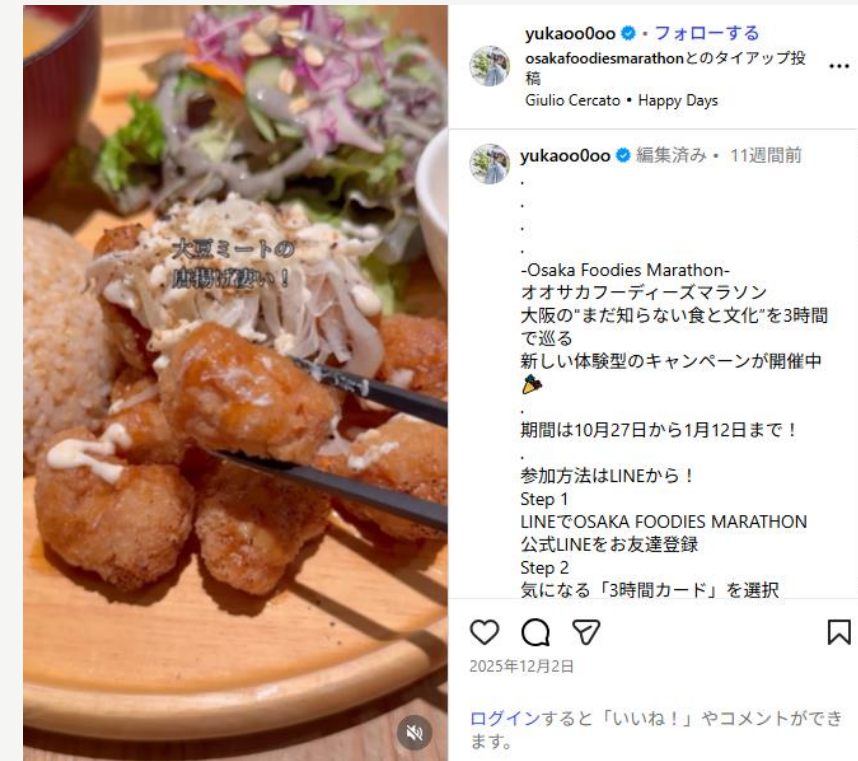 大豆ミートの
唐揚げ凄い！
yukaoo0oo • フォローする
osakafoodiesmarathonとのタイアップ投
稿
Giulio Cercato • Happy Days
yukaoo0oo 編集済み • 11週間前
.
.
.
.
-Osaka Foodies Marathon-
オオサカフーディーズマラソン
大阪の"まだ知らない食と文化”を3時間
で巡る
新しい体験型のキャンペーンが開催中
🎉
.
期間は10月27日から1月12日まで！
.
参加方法はLINEから！
Step 1
LINEでOSAKA FOODIES MARATHON
公式LINEをお友達登録
Step 2
気になる「3時間カード」を選択
2025年12月2日
ログインすると「いいね！」やコメントができ
ます。